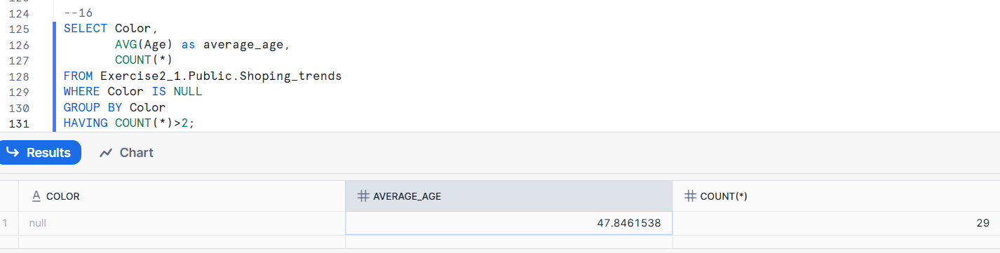 124 --16
125 SELECT Color,
126 AVG(Age) as average_age,
127 COUNT(*)
128 FROM Exercise2_1.Public.Shoping_trends
129 WHERE Color IS NULL
130 GROUP BY Color
131 HAVING COUNT(*)>2;
Results Chart
A COLOR # AVERAGE_AGE # COUNT(*)
1 null 47.8461538 29